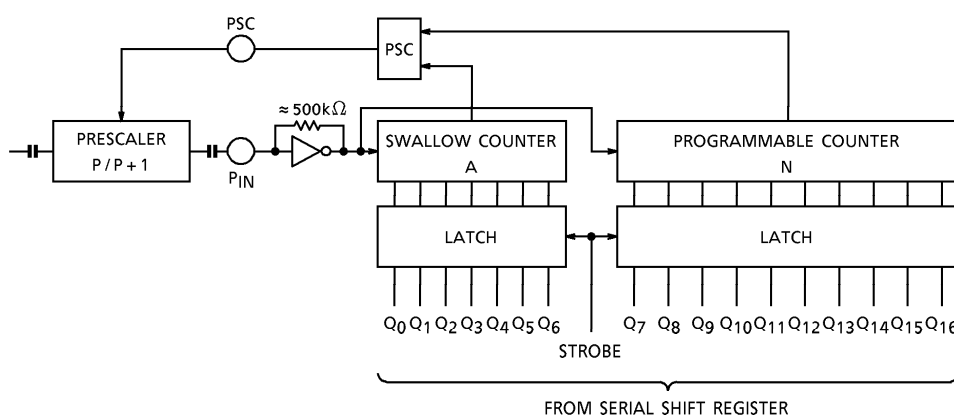 PSC
PSC
≈ 500kΩ
PRESCALER
P / P + 1
PIN
SWALLOW COUNTER
A
PROGRAMMABLE COUNTER
N
LATCH
LATCH
Q0 Q1 Q2 Q3 Q4 Q5 Q6
Q7 Q8 Q9 Q10 Q11 Q12 Q13 Q14 Q15 Q16
STROBE
FROM SERIAL SHIFT REGISTER